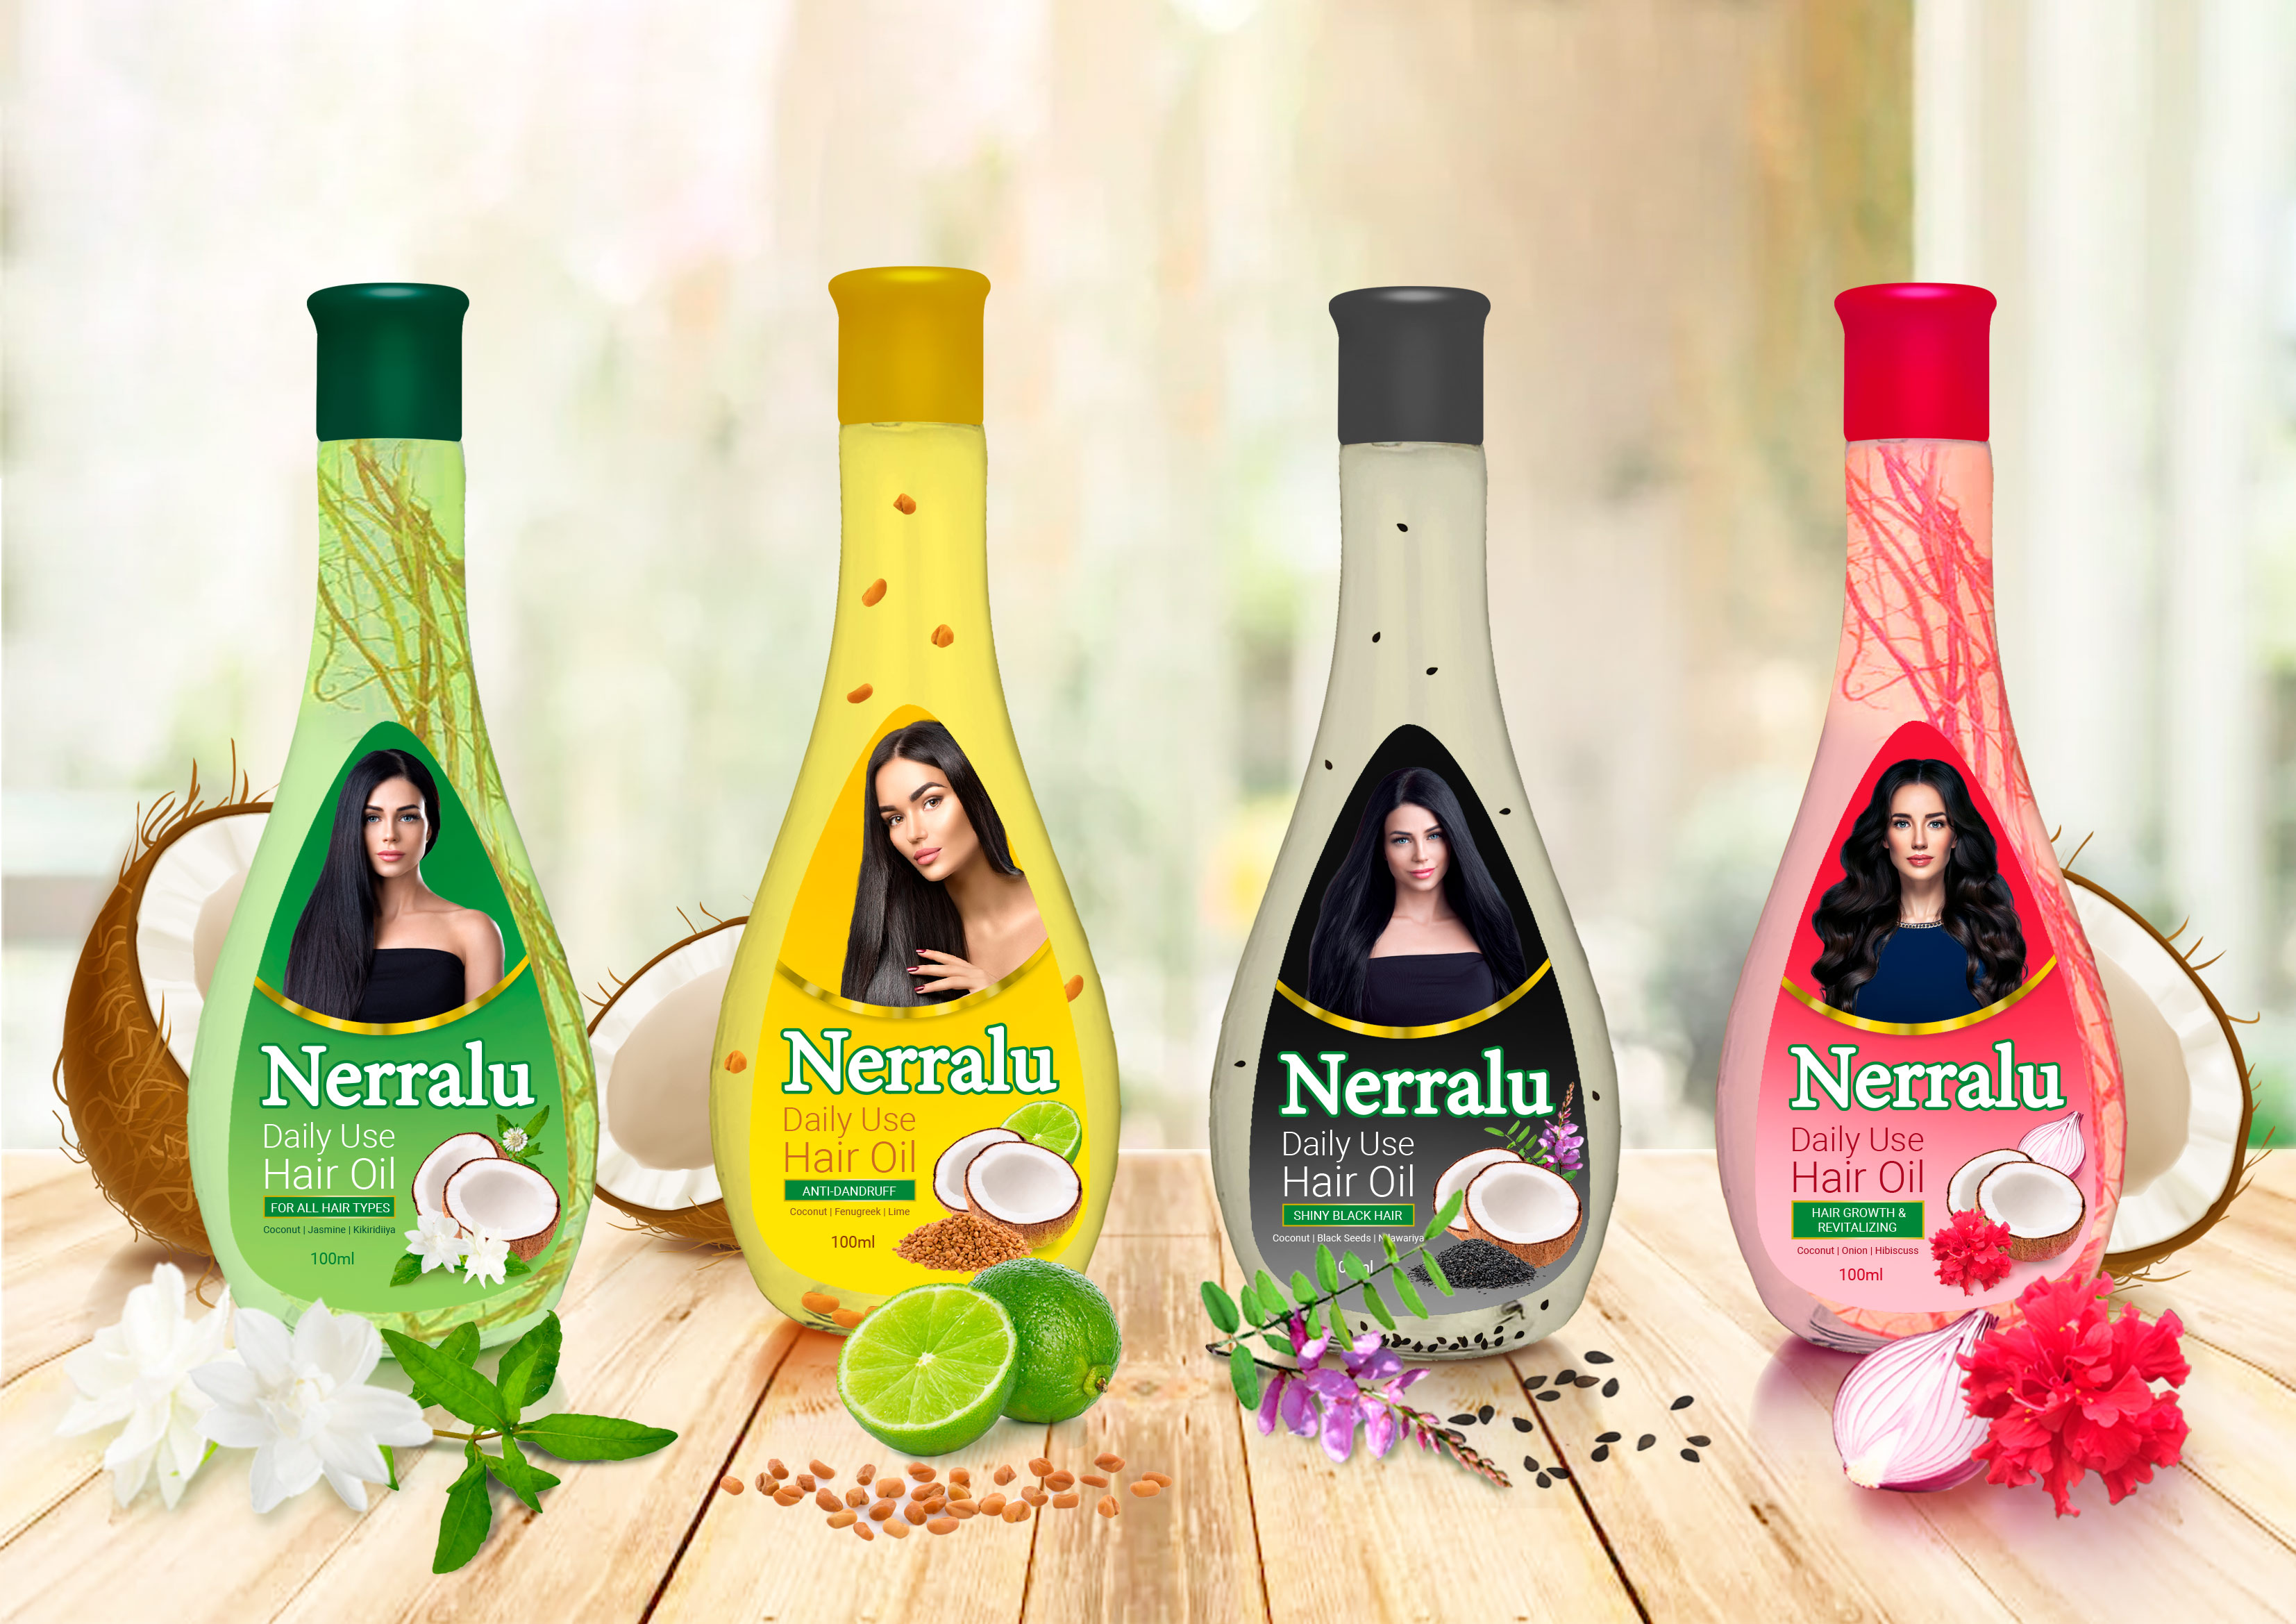 Nerralu
Daily Use
Hair Oil
FOR ALL HAIR TYPES
Coconut | Jasmine | Kikiridiiya
100ml
Nerralu
Daily Use
Hair Oil
ANTI-DANDRUFF
Coconut | Fenugreek | Lime
100ml
Nerralu
Daily Use
Hair Oil
SHINY BLACK HAIR
Coconut | Black Seeds |
Nerralu
Daily Use
Hair Oil
HAIR GROWTH &
REVITALIZING
Coconut | Onion | Hibiscuss
100ml